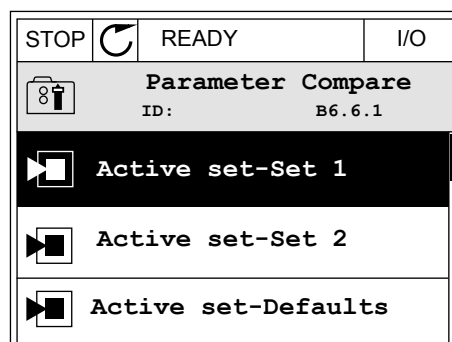 STOP READY I/O
Parameter Compare
ID: B6.6.1
Active set-Set 1
Active set-Set 2
Active set-Defaults